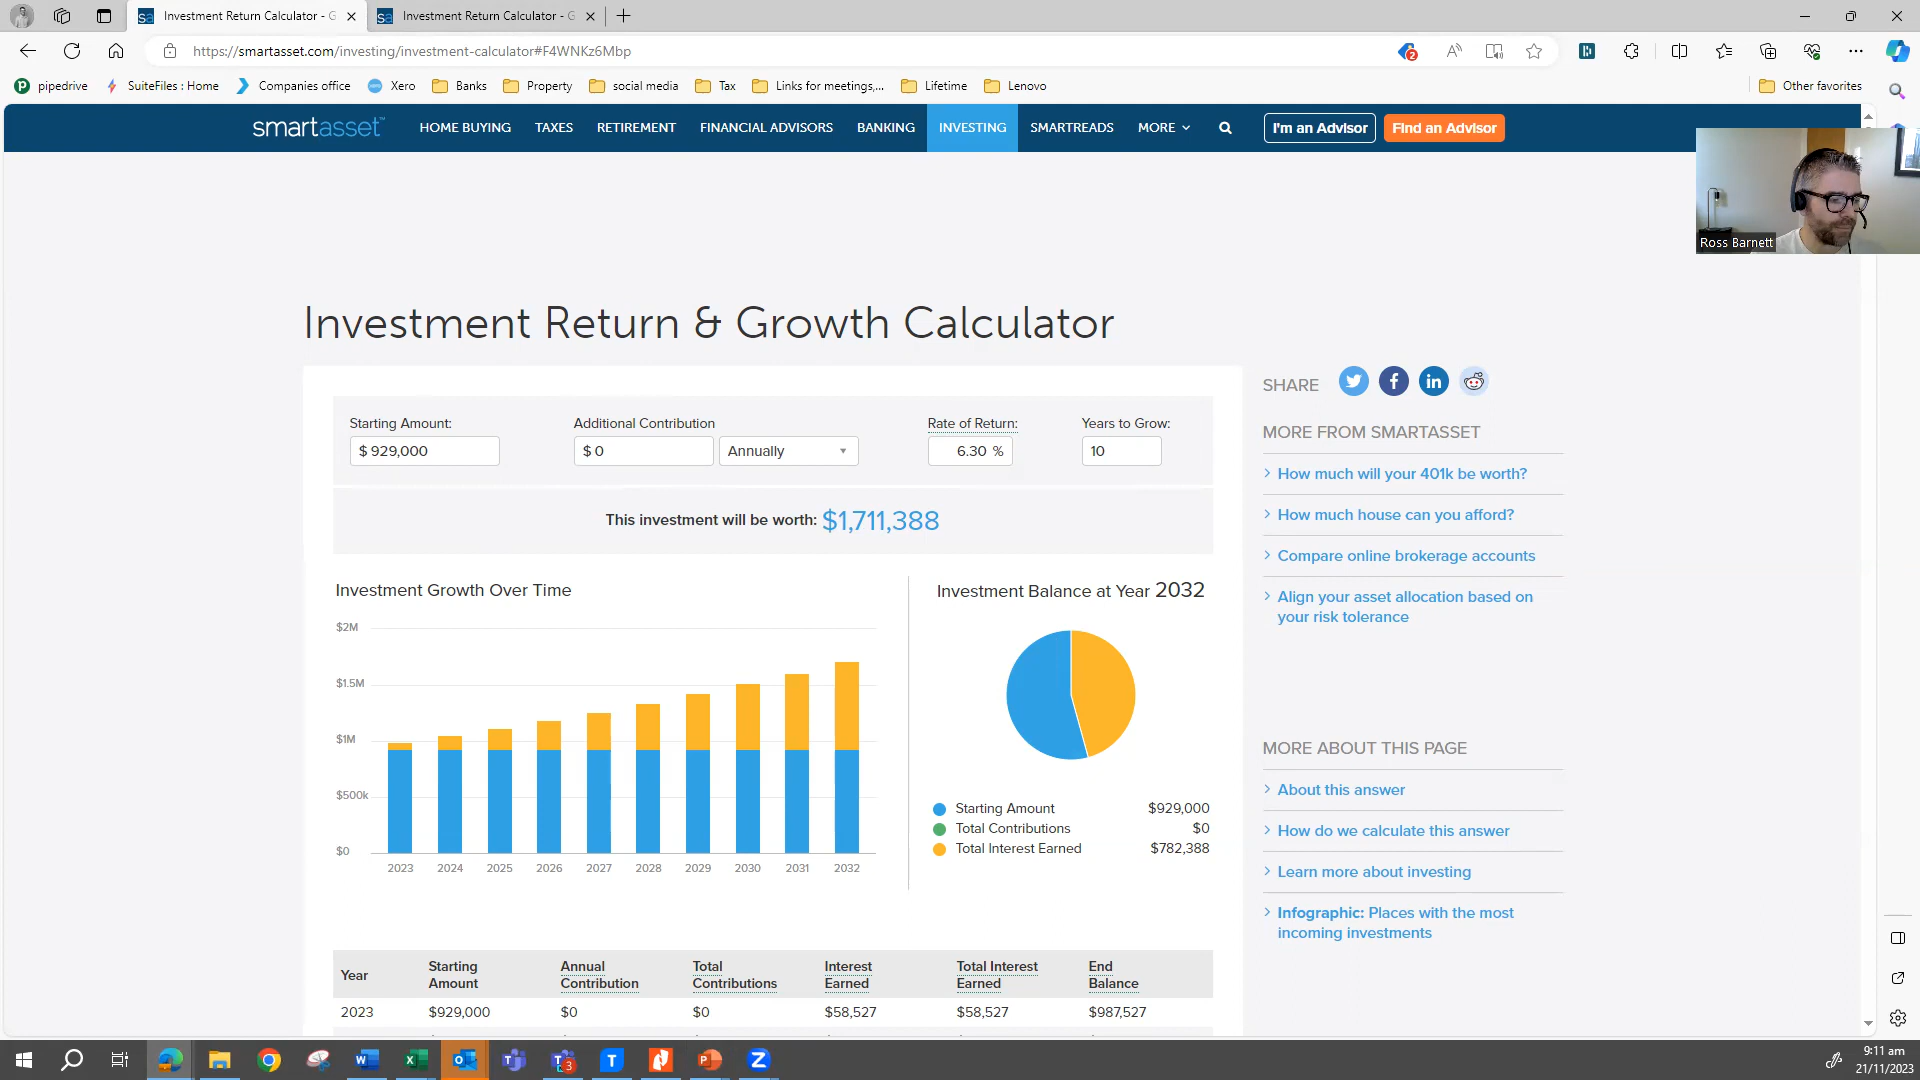 Investment Return Calculator - G
Investment Return Calculator - G
https://smartasset.com/investing/investment-calculator#F4WNKz6Mbp
2
pipedrive
SuiteFiles : Home
Companies office
Xero
Banks
Property
social media
Tax
Links for meetings,...
Lifetime
Lenovo
Other favorites
smartasset™
HOME BUYING
TAXES
RETIREMENT
FINANCIAL ADVISORS
BANKING
INVESTING
SMARTREADS
MORE
I'm an Advisor
Find an Advisor
Ross Barnett
Investment Return & Growth Calculator
Starting Amount:
Additional Contribution
Rate of Return:
Years to Grow:
$ 929,000
$ 0
Annually
6.30 %
10
This investment will be worth: $1,711,388
Investment Growth Over Time
$2M
$1.5M
$1M
$500k
$0
2023 2024 2025 2026 2027 2028 2029 2030 2031 2032
Investment Balance at Year 2032
Starting Amount $929,000
Total Contributions $0
Total Interest Earned $782,388
Year
Starting Amount
Annual Contribution
Total Contributions
Interest Earned
Total Interest Earned
End Balance
2023 $929,000 $0 $0 $58,527 $58,527 $987,527
SHARE
MORE FROM SMARTASSET
How much will your 401k be worth?
How much house can you afford?
Compare online brokerage accounts
Align your asset allocation based on
your risk tolerance
MORE ABOUT THIS PAGE
About this answer
How do we calculate this answer
Learn more about investing
Infographic: Places with the most
incoming investments
3
9:11 am
21/11/2023